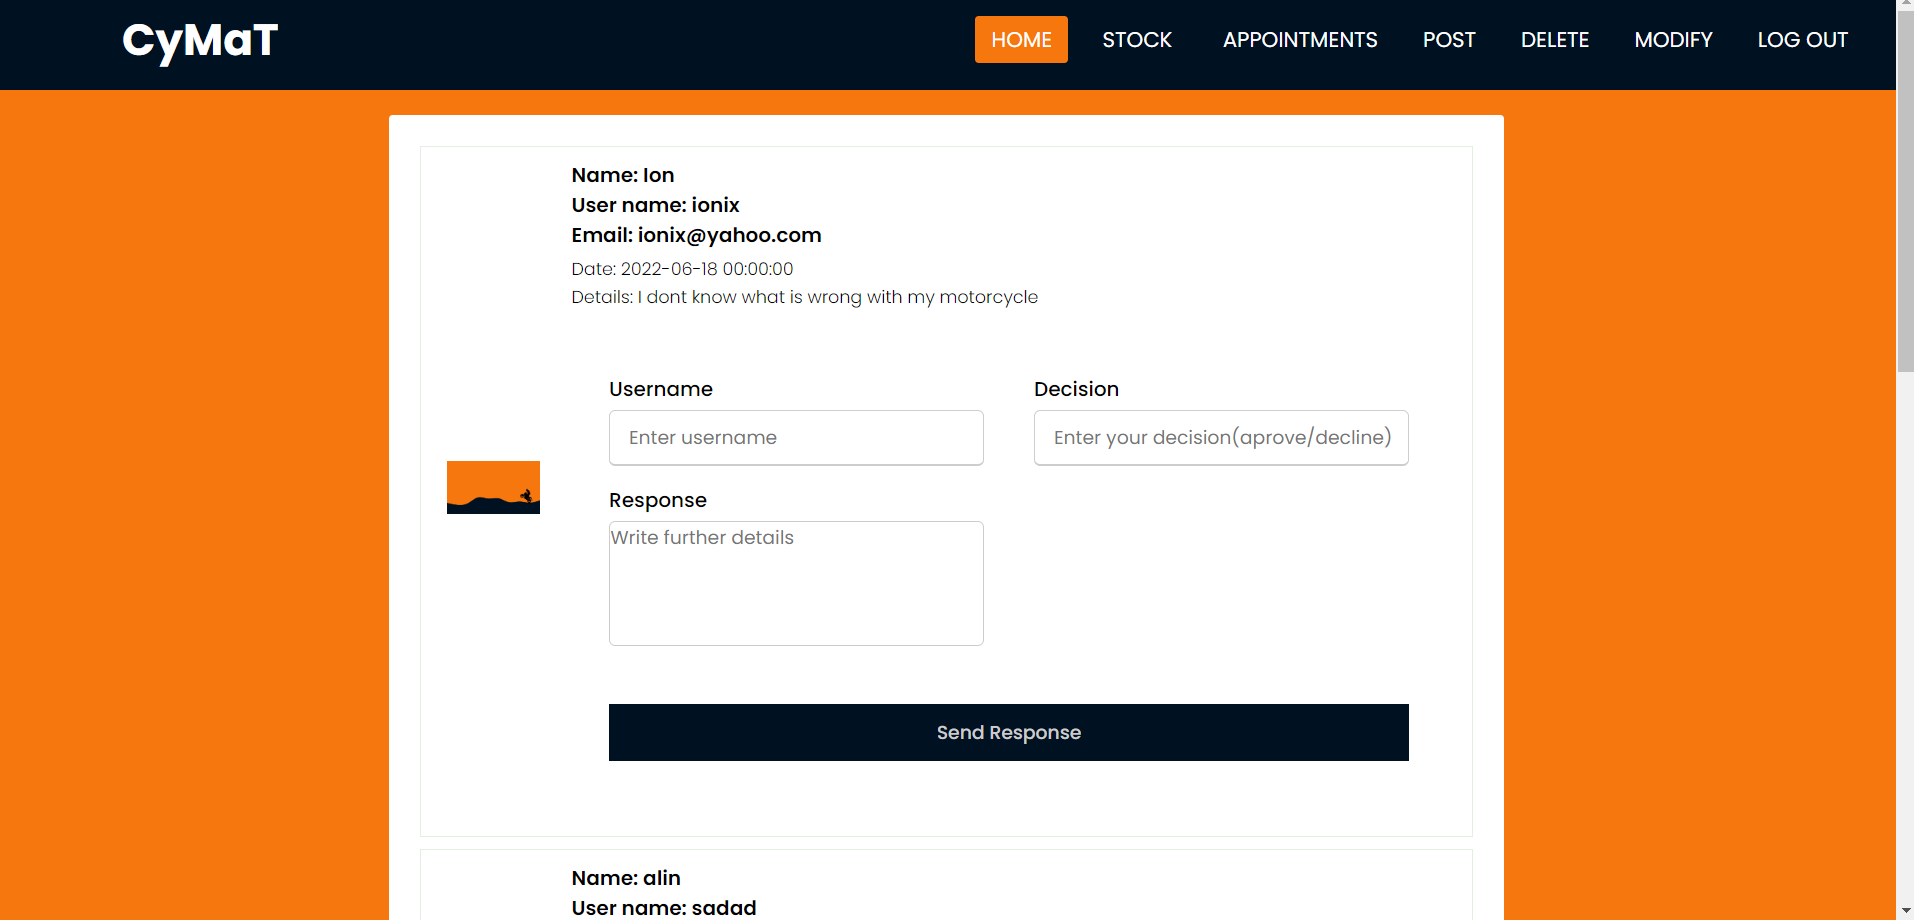 CyMaT
HOME STOCK APPOINTMENTS POST DELETE MODIFY LOG OUT
Name: Ion
User name: ionix
Email: ionix@yahoo.com
Date: 2022-06-18 00:00:00
Details: I dont know what is wrong with my motorcycle
Username
Enter username
Decision
Enter your decision(aprove/decline)
Response
Write further details
Send Response
Name: alin
User name: sadad